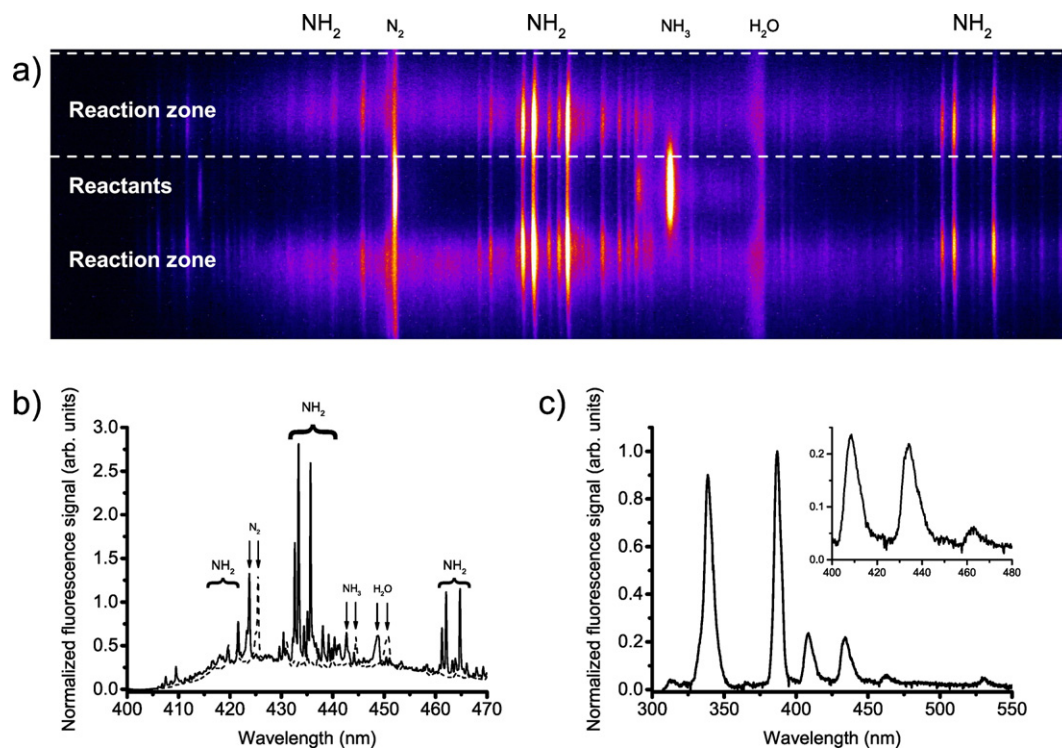 NH₂ N₂ NH₂ NH₃ H₂O NH₂
a)
Reaction zone
Reactants
Reaction zone
b)
Normalized fluorescence signal (arb. units)
3.0
2.5
2.0
1.5
1.0
0.5
0.0
NH₂
N₂
NH₂
NH₃
H₂O
NH₂
400 410 420 430 440 450 460 470
Wavelength (nm)
c)
Normalized fluorescence signal (arb. units)
1.0
0.8
0.6
0.4
0.2
0.0
0.2
0.1
0.0
400 420 440 460 480
300 350 400 450 500 550
Wavelength (nm)